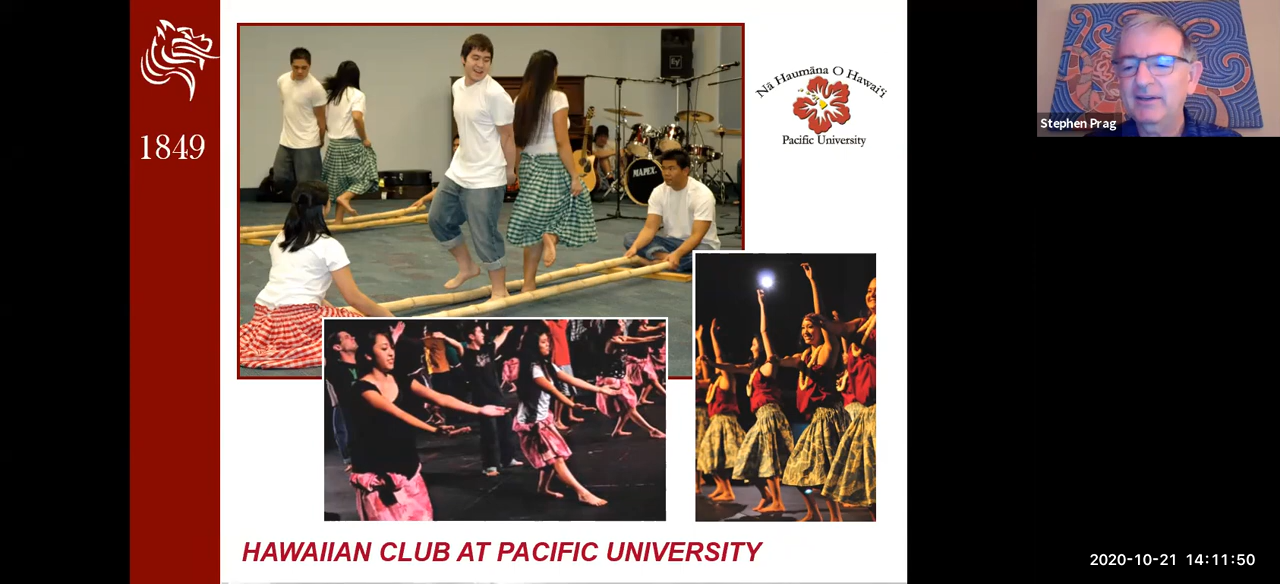 1849
Nā Haumāna O Hawai'i
Pacific University
MAPEX.
EV
Stephen Prag
HAWAIIAN CLUB AT PACIFIC UNIVERSITY
2020-10-21 14:11:50